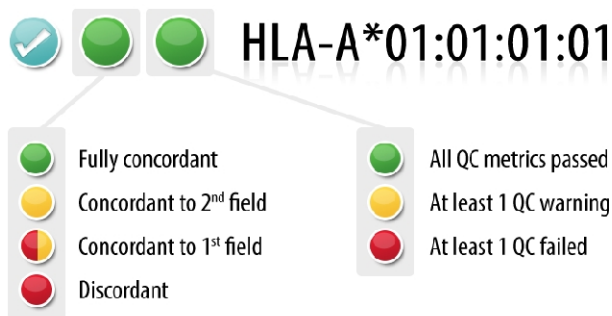 HLA-A*01:01:01:01
Fully concordant
Concordant to 2nd field
Concordant to 1st field
Discordant
All QC metrics passed
At least 1 QC warning
At least 1 QC failed